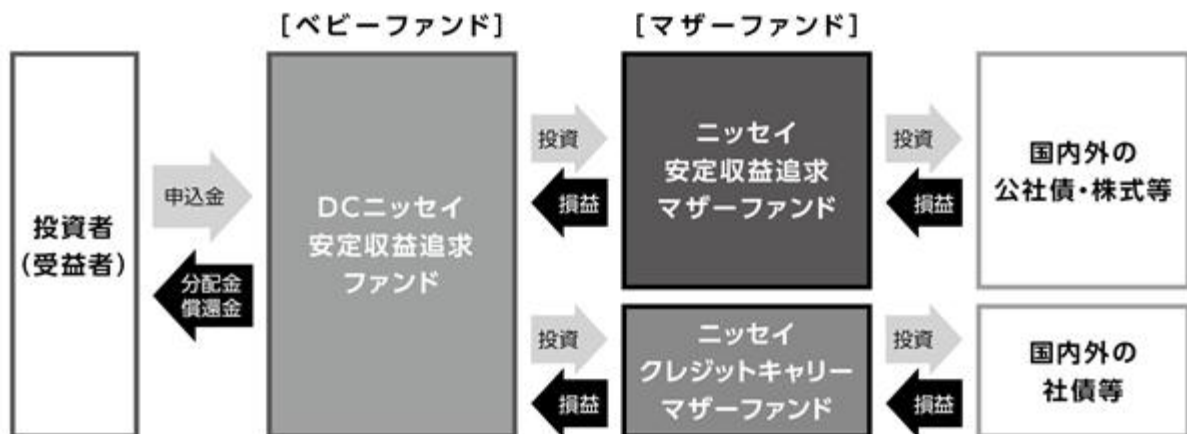 [ベビーファンド]
[マザーファンド]
投資者
(受益者)
申込金
分配金
償還金
DCニッセイ
安定収益追求
ファンド
投資
損益
ニッセイ
安定収益追求
マザーファンド
投資
損益
国内外の
公社債・株式等
投資
損益
ニッセイ
クレジットキャリー
マザーファンド
投資
損益
国内外の
社債等